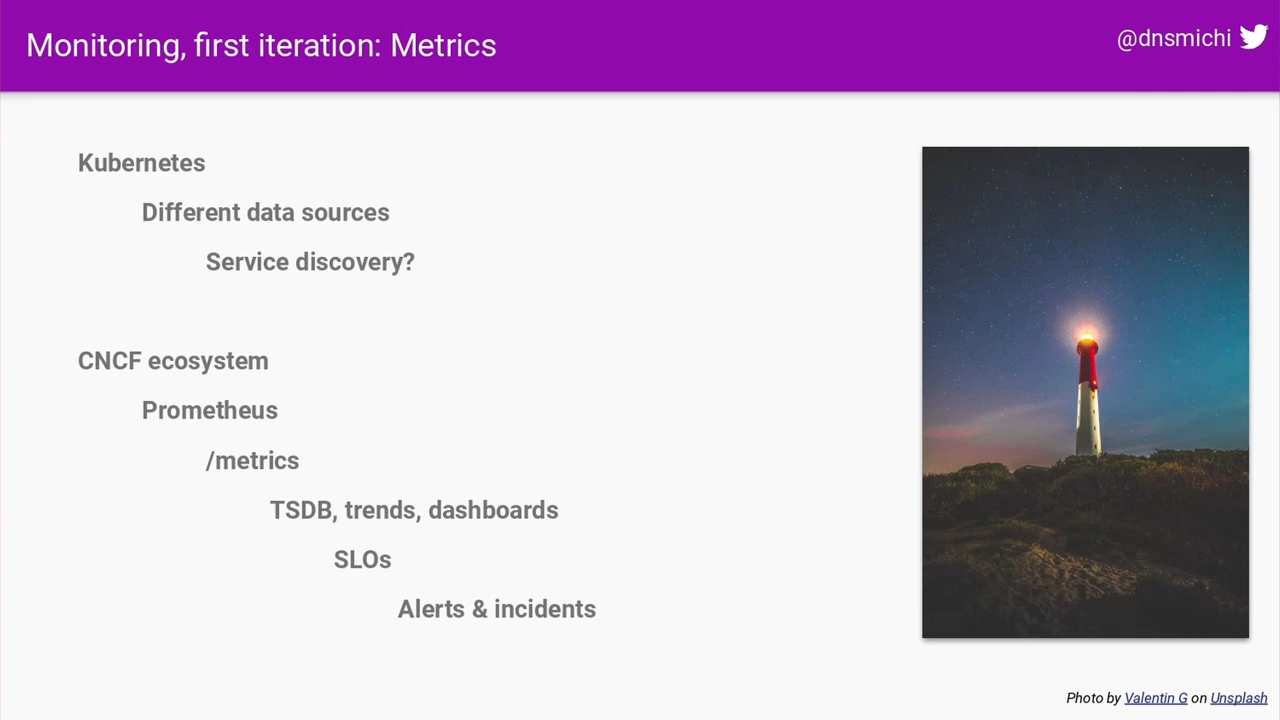 Monitoring, first iteration: Metrics
@dnsmichi
Kubernetes
Different data sources
Service discovery?
CNCF ecosystem
Prometheus
/metrics
TSDB, trends, dashboards
SLOs
Alerts & incidents
Photo by Valentin G on Unsplash